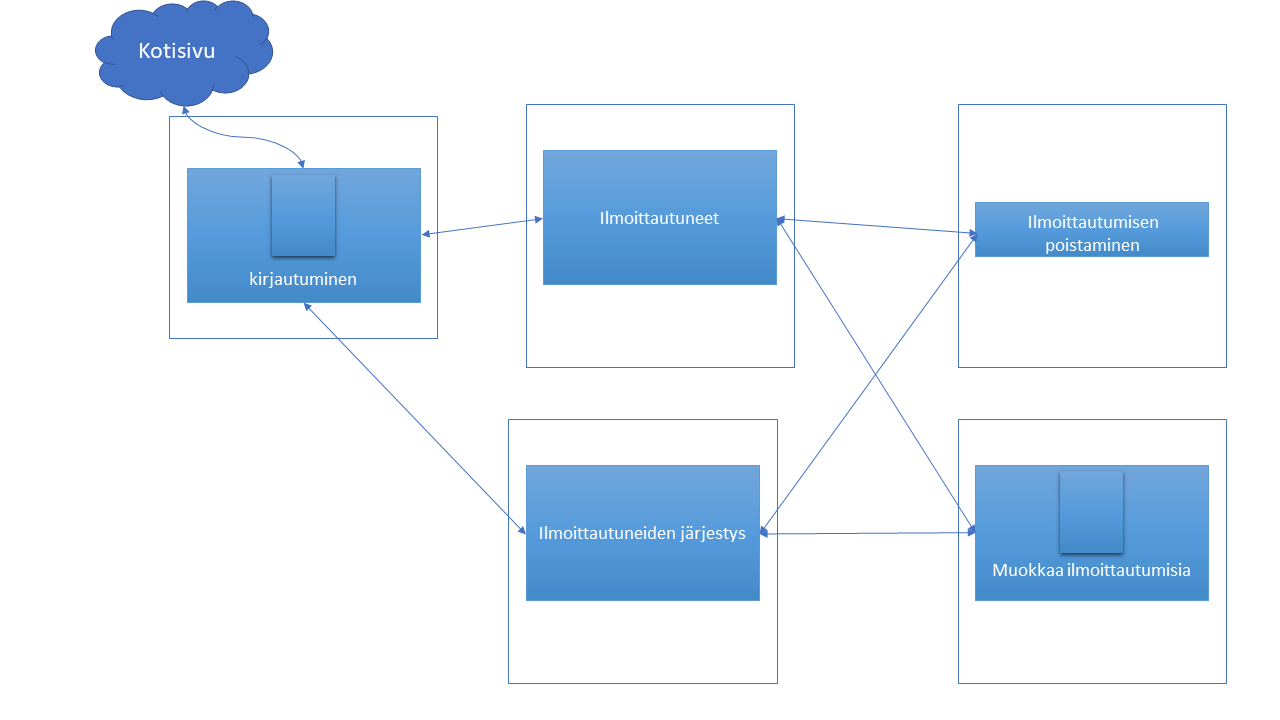 Kotisivu
kirjautuminen
Ilmoittautuneet
Ilmoittautumisen
poistaminen
Ilmoittautuneiden järjestys
Muokkaa ilmoittautumisia